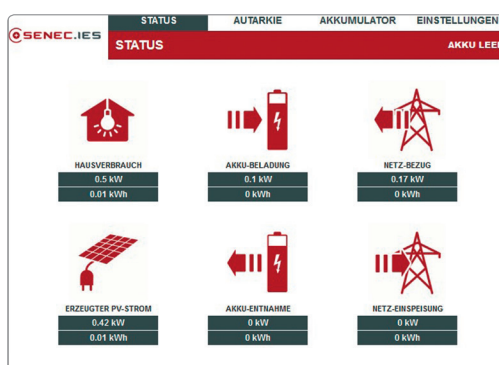 STATUS AUTARKIE AKKUMULATOR EINSTELLUNGEN
SENEC.IES
STATUS AKKU LEER
HAUSVERBRAUCH AKKU-BELADUNG NETZ-BEZUG
0.5 kW 0.1 kW 0.17 kW
0.01 kWh 0 kWh 0 kWh
ERZEUGTER PV-STROM AKKU-ENTNAHME NETZ-EINSPEISUNG
0.42 kW 0 kW 0 kW
0.01 kWh 0 kWh 0 kWh